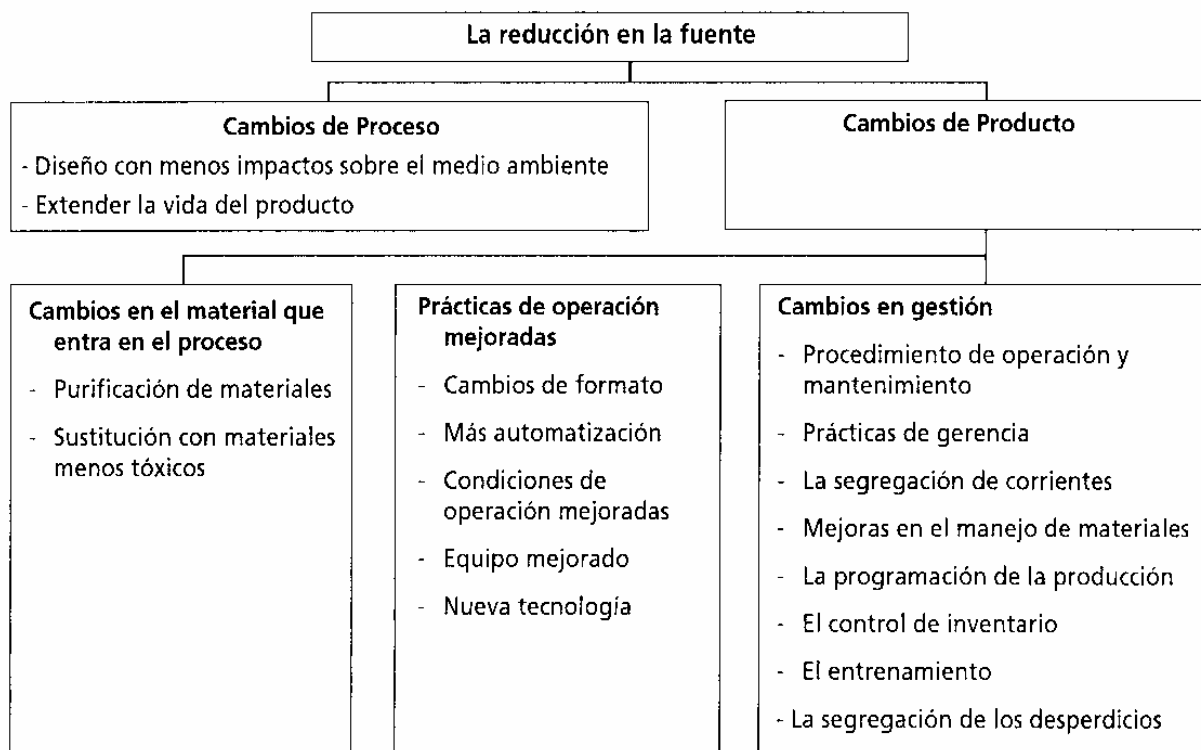 La reducción en la fuente
Cambios de Proceso
- Diseño con menos impactos sobre el medio ambiente
- Extender la vida del producto
Cambios de Producto
Cambios en el material que
entra en el proceso
- Purificación de materiales
- Sustitución con materiales
menos tóxicos
Prácticas de operación
mejoradas
- Cambios de formato
- Más automatización
- Condiciones de
operación mejoradas
- Equipo mejorado
- Nueva tecnología
Cambios en gestión
- Procedimiento de operación y
mantenimiento
- Prácticas de gerencia
- La segregación de corrientes
- Mejoras en el manejo de materiales
- La programación de la producción
- El control de inventario
- El entrenamiento
- La segregación de los desperdicios